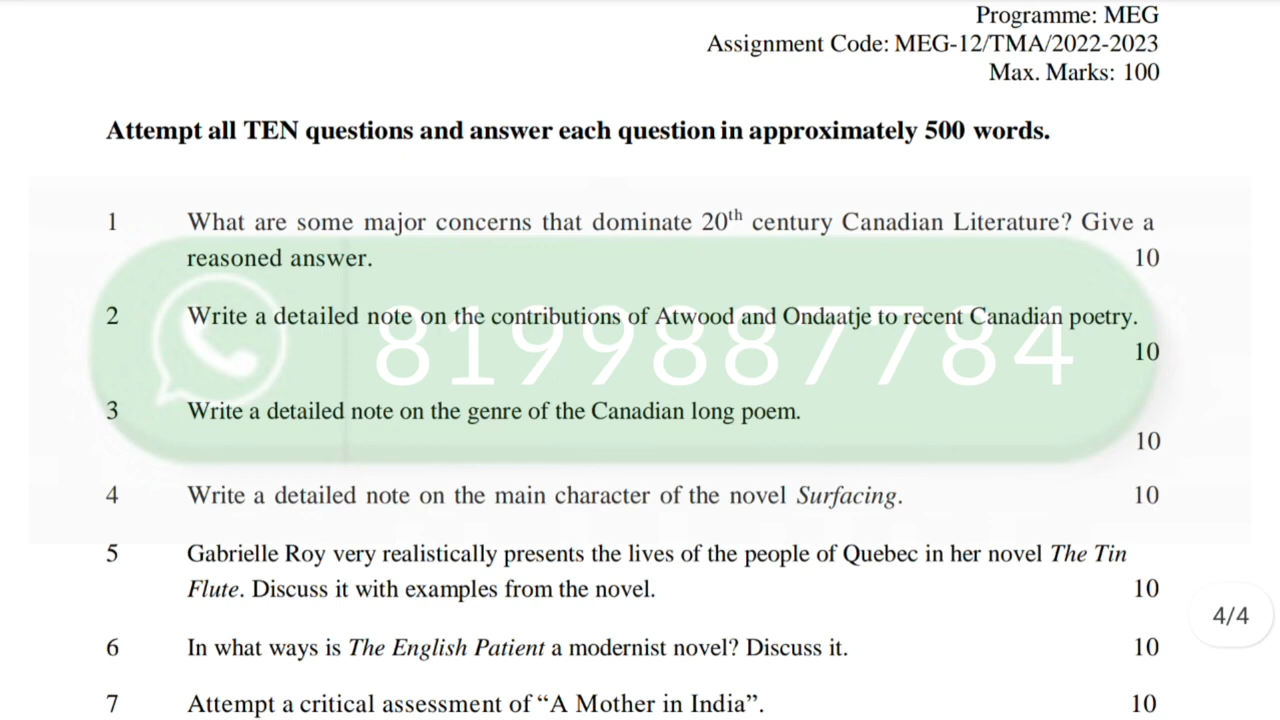 Programme: MEG
Assignment Code: MEG-12/TMA/2022-2023
Max. Marks: 100
Attempt all TEN questions and answer each question in approximately 500 words.
1 What are some major concerns that dominate 20th century Canadian Literature? Give a
reasoned answer. 10
2 Write a detailed note on the contributions of Atwood and Ondaatje to recent Canadian poetry.
8199887784
10
3 Write a detailed note on the genre of the Canadian long poem.
10
4 Write a detailed note on the main character of the novel Surfacing. 10
5 Gabrielle Roy very realistically presents the lives of the people of Quebec in her novel The Tin
Flute. Discuss it with examples from the novel. 10
4/4
6 In what ways is The English Patient a modernist novel? Discuss it. 10
7 Attempt a critical assessment of “A Mother in India”. 10